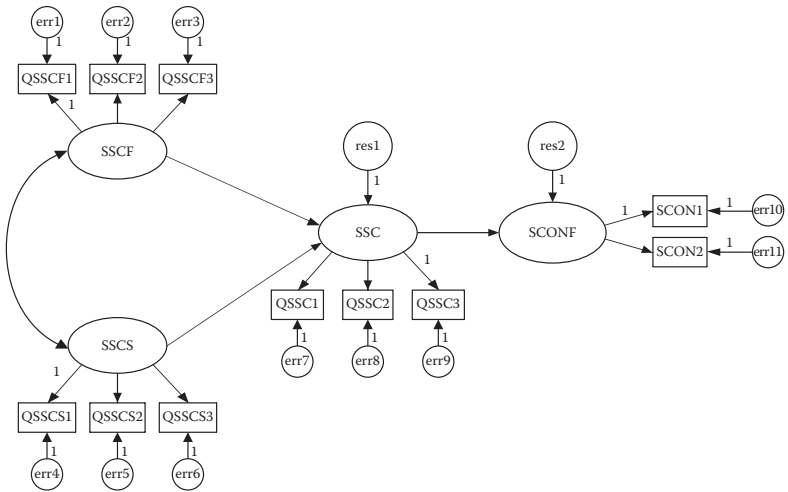 err1 err2 err3
1 1 1
QSSCF1 QSSCF2 QSSCF3
1
SSCF res1 res2
1 1
1 SCON1 1 err10
SSC SCONF
1 SCON2 1 err11
QSSC1 QSSC2 QSSC3
1 1 1
SSCS err7 err8 err9
1
QSSCS1 QSSCS2 QSSCS3
1 1 1
err4 err5 err6